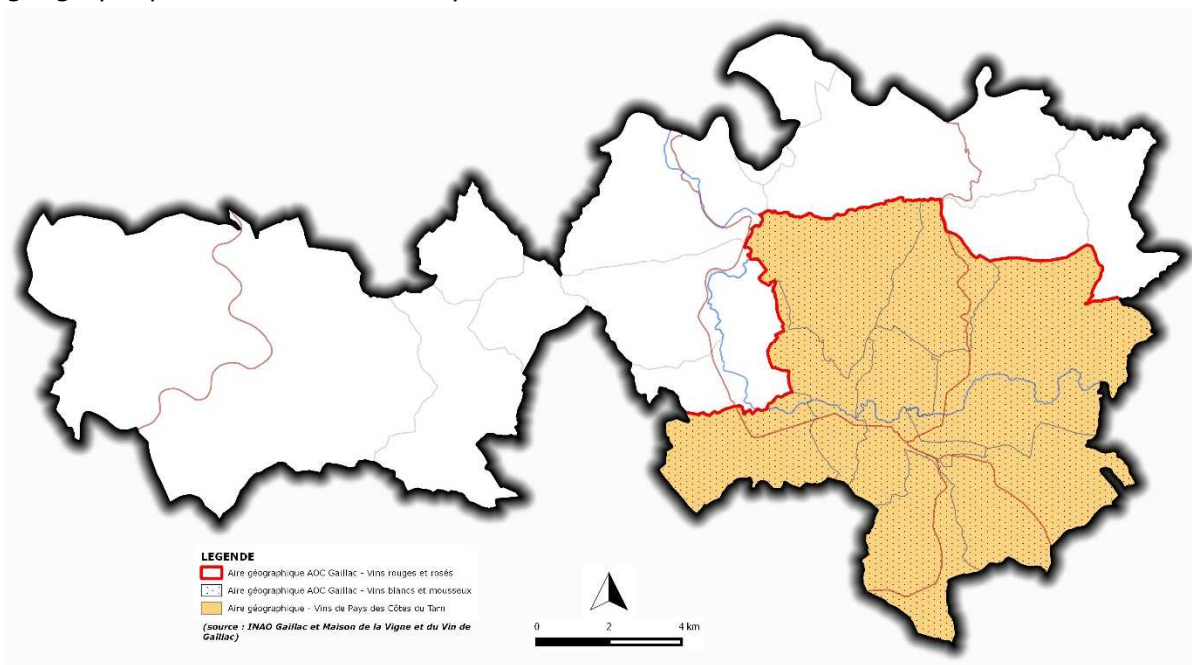 LEGENDE
Aire géographique AOC Gaillac - Vins rouges et rosés
Aire géographique AOC Gaillac - Vins blancs et mousseux
Aire géographique - Vins de Pays des Côtes du Tarn
(source : INAO Gaillac et Maison de la Vigne et du Vin de
Gaillac)
0 2 4 km